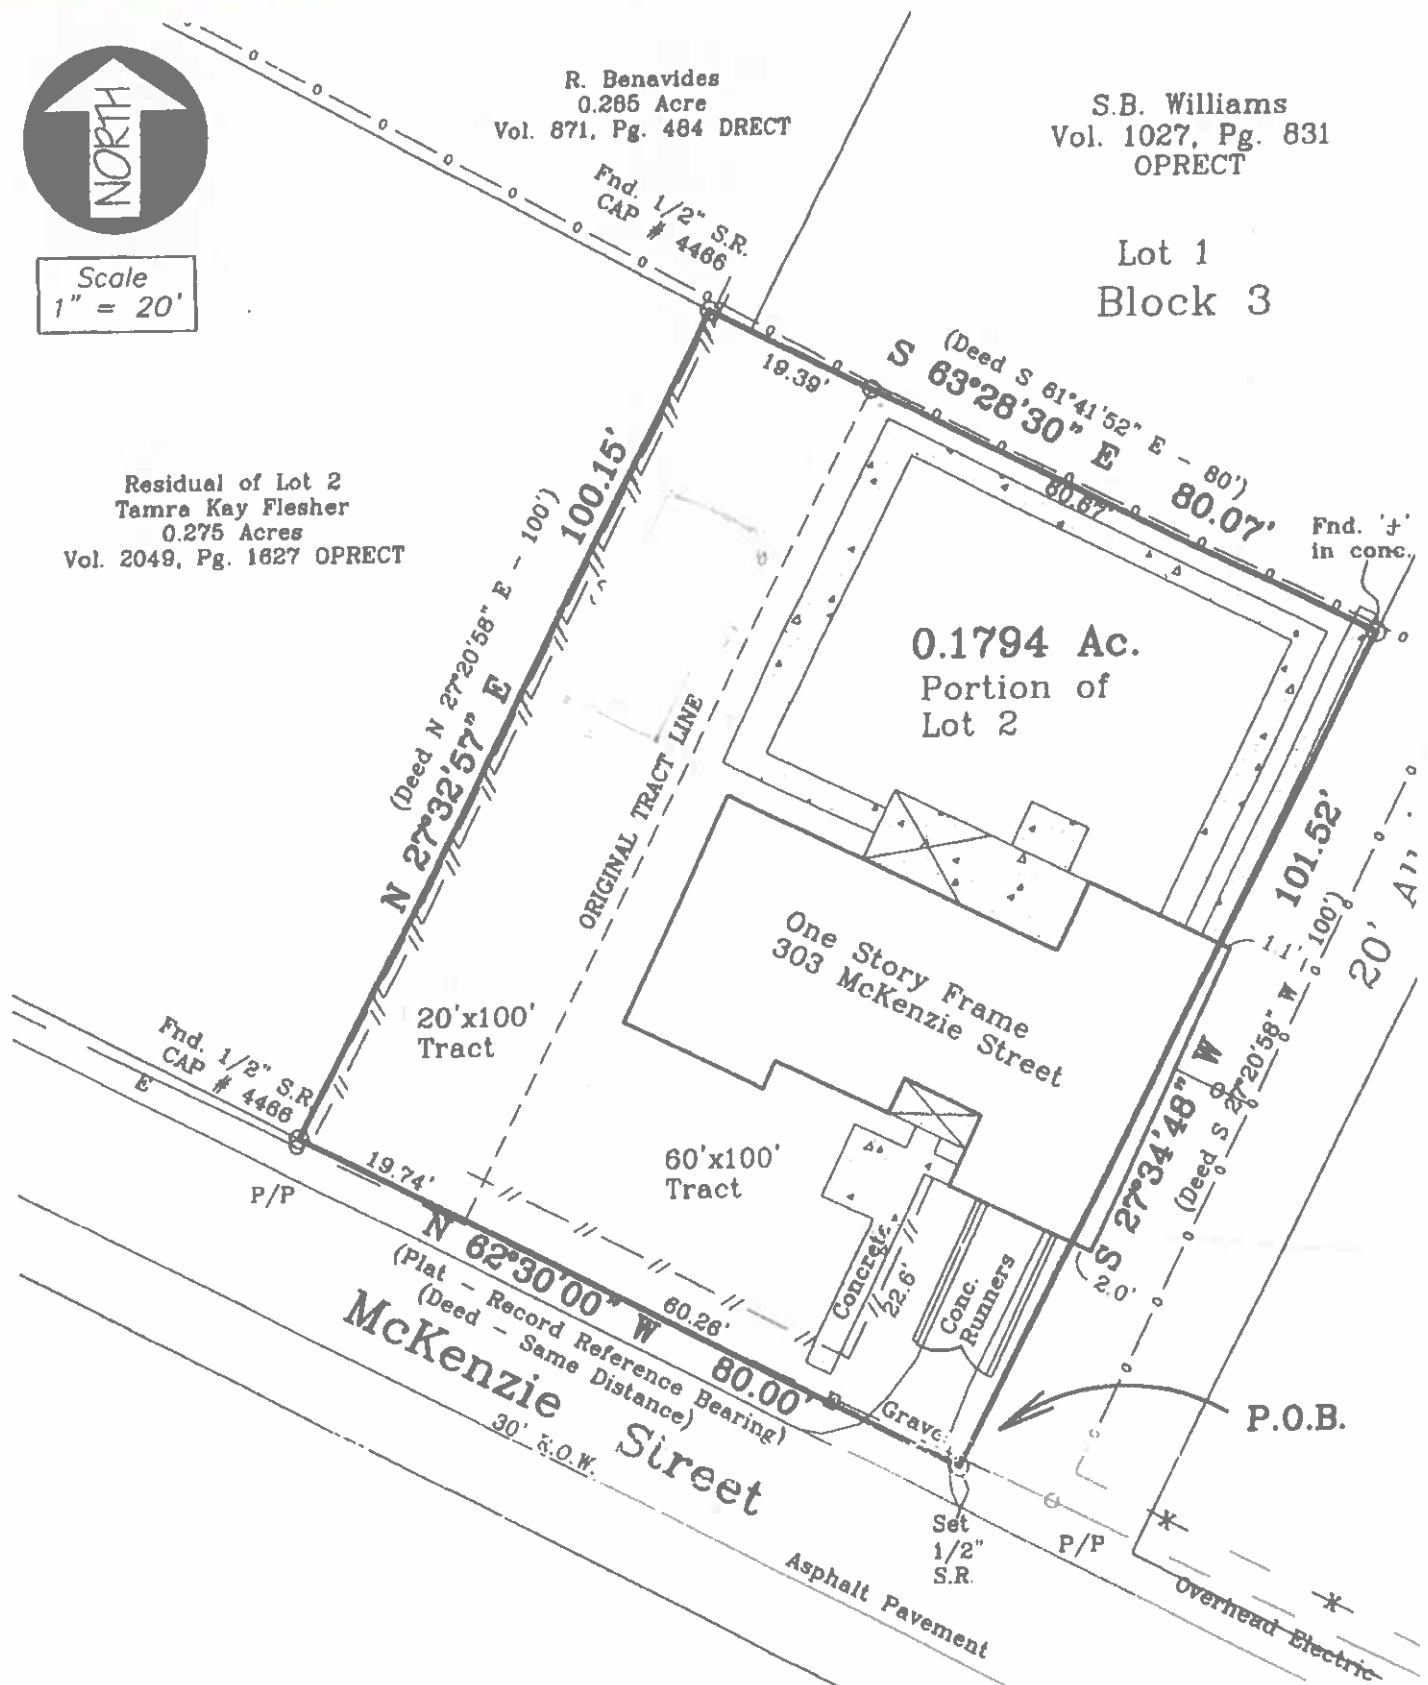 NORTH
Scale
1" = 20'
R. Benavides
0.265 Acre
Vol. 871, Pg. 484 DRECT
S.B. Williams
Vol. 1027, Pg. 831
OPRECT
Lot 1
Block 3
Fnd. 1/2" S.R.
CAP # 4466
19.39'
(Deed S 61°41'52" E - 80')
S 63°28'30" E 80.07'
60.67'
Fnd.
in conc.
Residual of Lot 2
Tamra Kay Flesher
0.275 Acres
Vol. 2049, Pg. 1627 OPRECT
(Deed N 27°20'58" E - 100')
N 27°32'57" E 100.15'
0.1794 Ac.
Portion of
Lot 2
ORIGINAL TRACT LINE
One Story Frame
303 McKenzie Street
101.52'
S 27°34'48" W
(Deed S 27°20'58" W 100')
1.1'
20'
20'x100'
Tract
Fnd. 1/2" S.R.
CAP # 4466
E
P/P
19.74'
60'x100'
Tract
Concrete
22.6'
Conc.
Runners
2.0'
N 62°30'00" W 80.00'
60.26'
(Plat - Record Reference Bearing)
(Deed - Same Distance)
McKenzie Street
30' R.O.W.
E
P.O.B.
Set
1/2"
S.R.
P/P
Asphalt Pavement
Overhead Electric